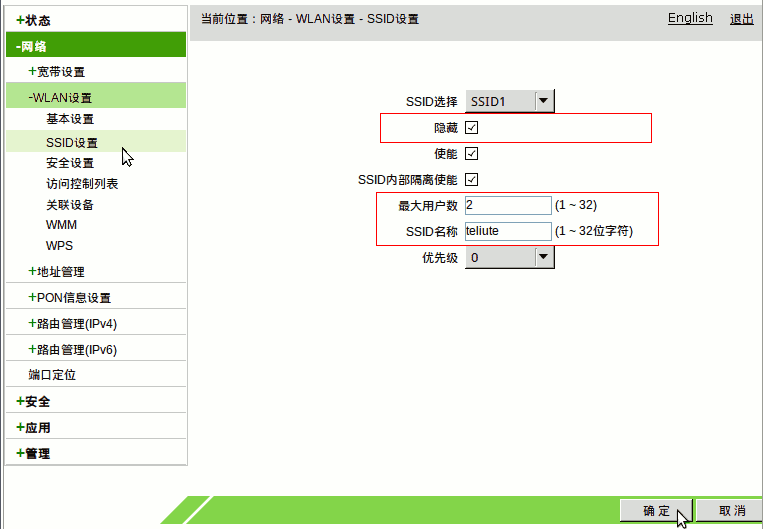 当前位置：网络 - WLAN设置 - SSID设置 English 退出
+状态
-网络
+宽带设置
-WLAN设置
基本设置
SSID设置
安全设置
访问控制列表
关联设备
WMM
WPS
+地址管理
+PON信息设置
+路由管理(IPv4)
+路由管理(IPv6)
端口定位
+安全
+应用
+管理
SSID选择 SSID1
隐藏
使能
SSID内部隔离使能
最大用户数 2 (1 ~ 32)
SSID名称 teliute (1 ~ 32位字符)
优先级 0
确 定 取 消